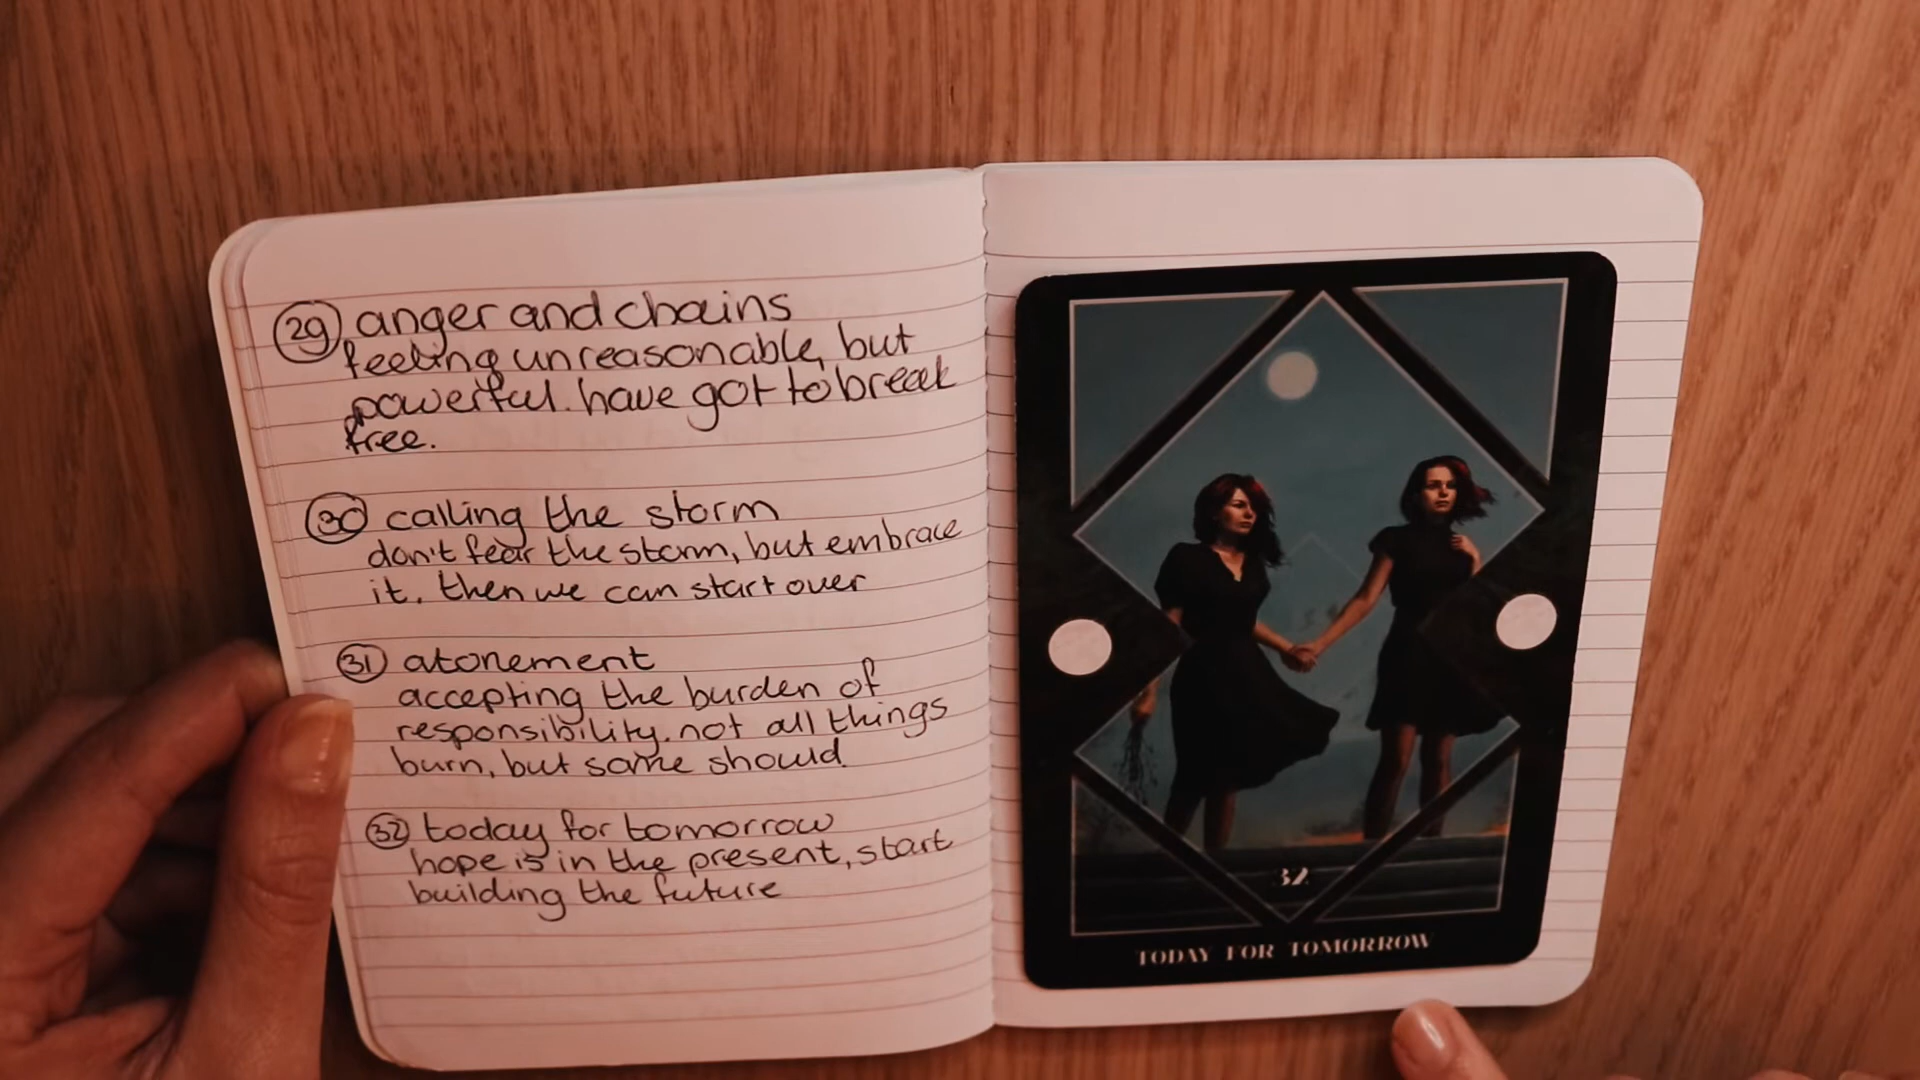 29 anger and chains
feeling unreasonable, but
powerful. have got to break
free.
30 calling the storm
don't fear the storm, but embrace
it. then we can start over
31 atonement
accepting the burden of
responsibility. not all things
burn, but some should.
32 today for tomorrow
hope is in the present, start
building the future
32
TODAY FOR TOMORROW